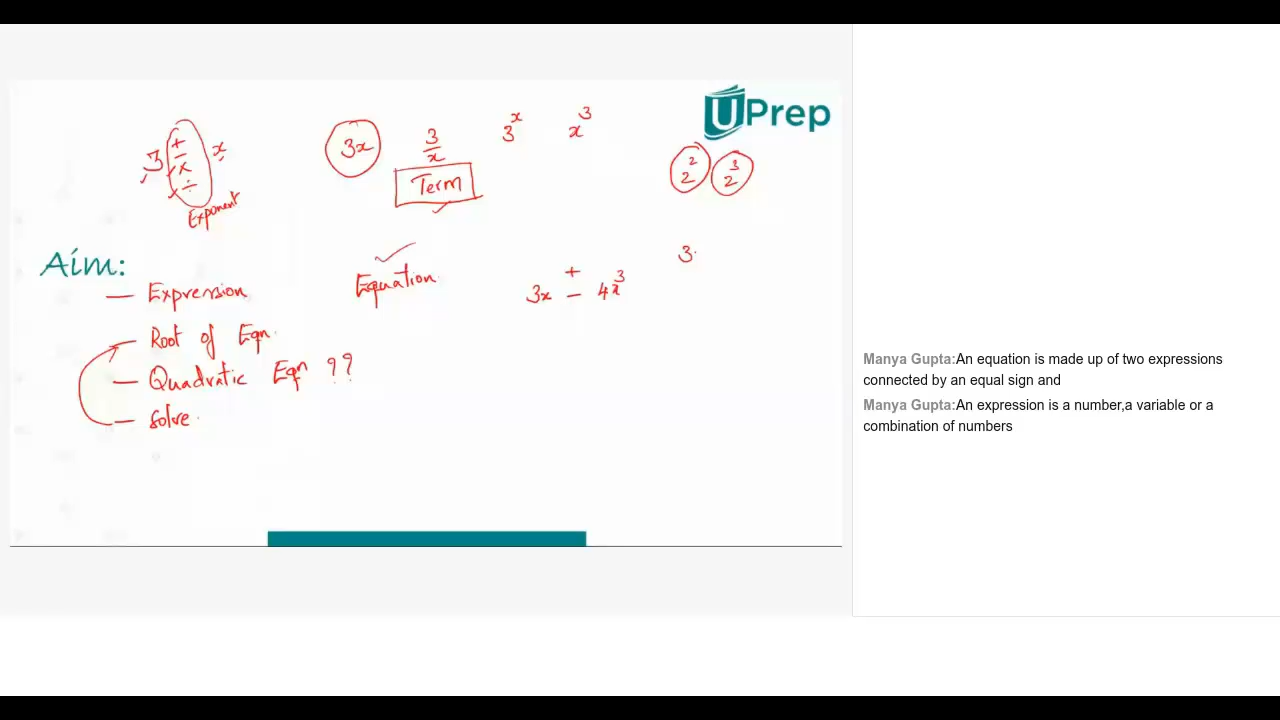 UPrep
3 + − × ÷ x
Exponent
3x
3/x
3^x
x^3
Term
2^2 2^3
Aim:
— Expression
Equation
3x + − 4x^3
3.
— Root of Eqn.
— Quadratic Eqn ??
— Solve.
Manya Gupta:An equation is made up of two expressions
connected by an equal sign and
Manya Gupta:An expression is a number,a variable or a
combination of numbers